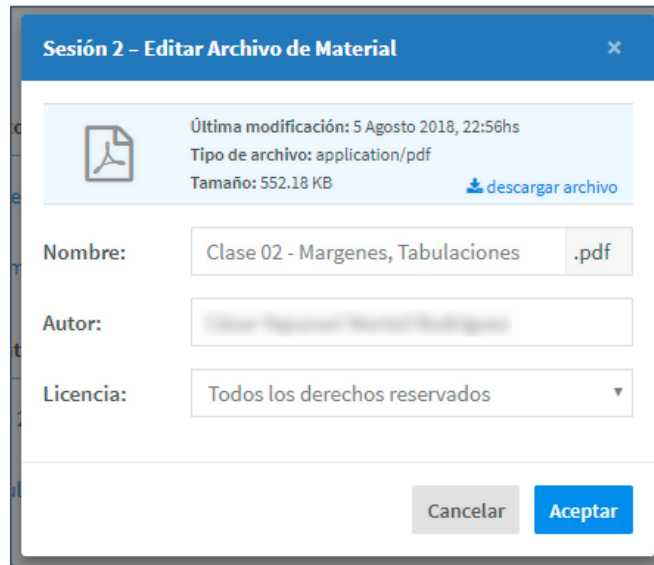 Sesión 2 – Editar Archivo de Material ×
Última modificación: 5 Agosto 2018, 22:56hs
Tipo de archivo: application/pdf
Tamaño: 552.18 KB descargar archivo
Nombre: Clase 02 - Margenes, Tabulaciones .pdf
Autor:
Licencia: Todos los derechos reservados
Cancelar Aceptar